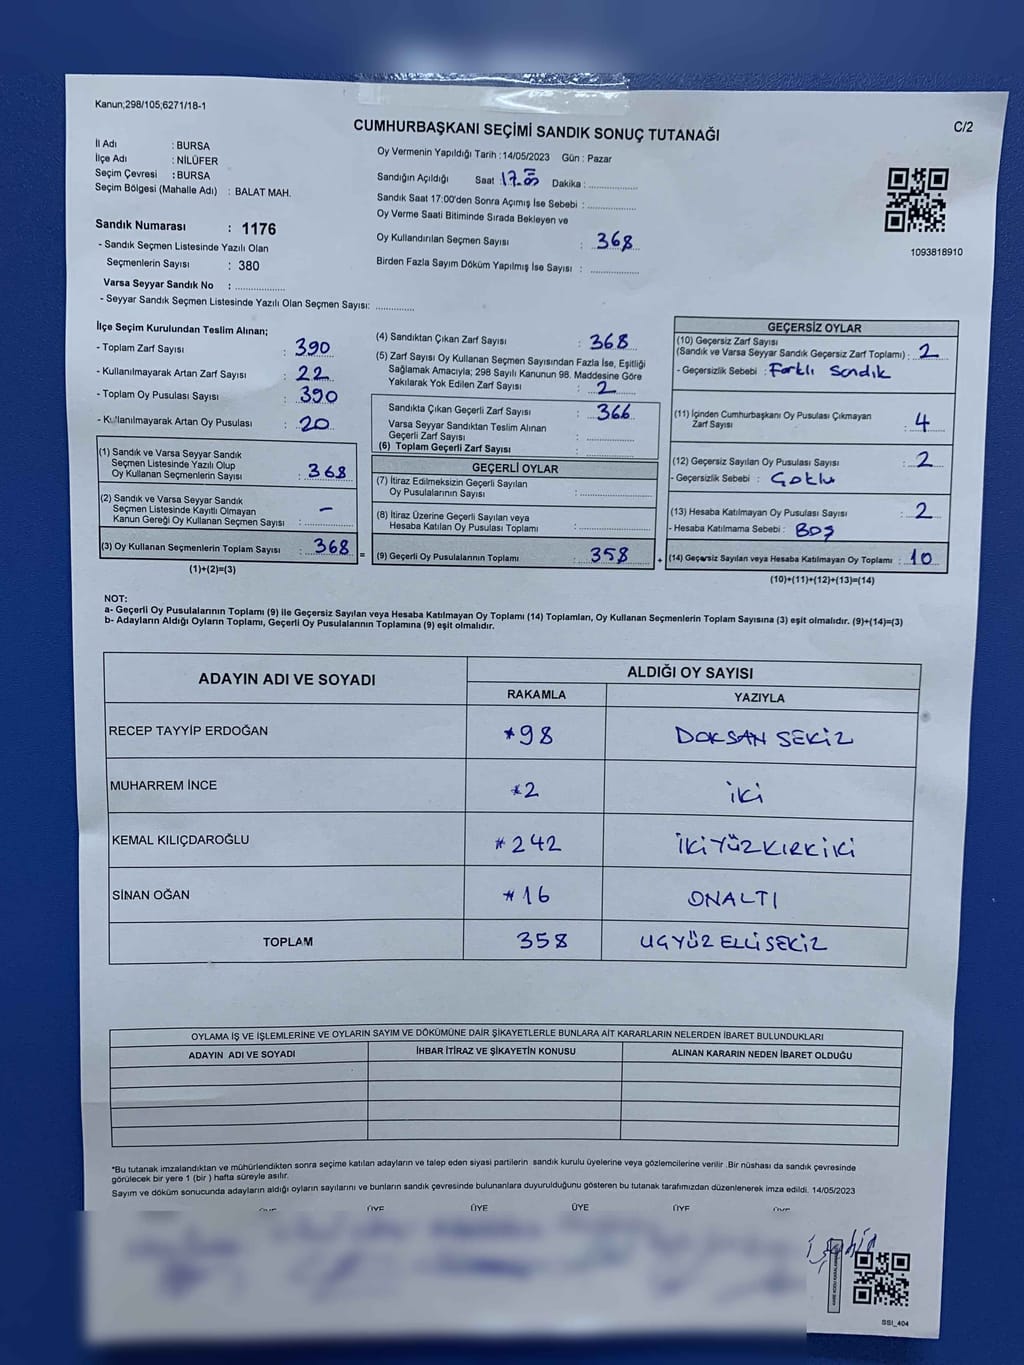 Kanun;298/105,6271/18-1
C/2
CUMHURBAŞKANI SEÇİMİ SANDIK SONUÇ TUTANAĞI
İl Adı : BURSA
İlçe Adı : NİLÜFER
Seçim Çevresi : BURSA
Seçim Bölgesi (Mahalle Adı) : BALAT MAH.
Sandık Numarası : 1176
- Sandık Seçmen Listesinde Yazılı Olan
Seçmenlerin Sayısı : 380
Varsa Seyyar Sandık No : ..............
- Seyyar Sandık Seçmen Listesinde Yazılı Olan Seçmen Sayısı: ............
Oy Vermenin Yapıldığı Tarih : 14/05/2023 Gün : Pazar
Sandığın Açıldığı Saat : 17.05 Dakika : ..............
Sandık Saat 17:00'den Sonra Açımış İse Sebebi : ..............
Oy Verme Saati Bitiminde Sırada Bekleyen ve
Oy Kullandırılan Seçmen Sayısı : 368
Birden Fazla Sayım Döküm Yapılmış İse Sayısı : ..............
1093818910
İlçe Seçim Kurulundan Teslim Alınan;
- Toplam Zarf Sayısı : 390
- Kullanılmayarak Artan Zarf Sayısı : 22
- Toplam Oy Pusulası Sayısı : 390
- Kullanılmayarak Artan Oy Pusulası : 20
(1) Sandık ve Varsa Seyyar Sandık
Seçmen Listesinde Yazılı Olup
Oy Kullanan Seçmenlerin Sayısı : 368
(2) Sandık ve Varsa Seyyar Sandık
Seçmen Listesinde Kayıtlı Olmayan
Kanun Gereği Oy Kullanan Seçmen Sayısı : -
(3) Oy Kullanan Seçmenlerin Toplam Sayısı : 368 =
(1)+(2)=(3)
(4) Sandıktan Çıkan Zarf Sayısı : 368
(5) Zarf Sayısı Oy Kullanan Seçmen Sayısından Fazla İse, Eşitliği
Sağlamak Amacıyla; 298 Sayılı Kanunun 98. Maddesine Göre
Yakılarak Yok Edilen Zarf Sayısı : 2
Sandıkta Çıkan Geçerli Zarf Sayısı : 366
Varsa Seyyar Sandıktan Teslim Alınan
Geçerli Zarf Sayısı : ..............
(6) Toplam Geçerli Zarf Sayısı : ..............
GEÇERLİ OYLAR
(7) İtiraz Edilmeksizin Geçerli Sayılan
Oy Pusulalarının Sayısı : ..............
(8) İtiraz Üzerine Geçerli Sayılan veya
Hesaba Katılan Oy Pusulası Toplamı : ..............
(9) Geçerli Oy Pusulalarının Toplamı : 358 +
GEÇERSİZ OYLAR
(10) Geçersiz Zarf Sayısı
(Sandık ve Varsa Seyyar Sandık Geçersiz Zarf Toplamı) : 2
- Geçersizlik Sebebi : Farklı Sandık
(11) İçinden Cumhurbaşkanı Oy Pusulası Çıkmayan
Zarf Sayısı : 4
(12) Geçersiz Sayılan Oy Pusulası Sayısı : 2
- Geçersizlik Sebebi : Çoklu
(13) Hesaba Katılmayan Oy Pusulası Sayısı : 2
- Hesaba Katılmama Sebebi : BOŞ
(14) Geçersiz Sayılan veya Hesaba Katılmayan Oy Toplamı : 10
(10)+(11)+(12)+(13)=(14)
NOT:
a- Geçerli Oy Pusulalarının Toplamı (9) ile Geçersiz Sayılan veya Hesaba Katılmayan Oy Toplamı (14) Toplamları, Oy Kullanan Seçmenlerin Toplam Sayısına (3) eşit olmalıdır. (9)+(14)=(3)
b- Adayların Aldığı Oyların Toplamı, Geçerli Oy Pusulalarının Toplamına (9) eşit olmalıdır.
ADAYIN ADI VE SOYADI ALDIĞI OY SAYISI
RAKAMLA YAZIYLA
RECEP TAYYİP ERDOĞAN *98 DOKSAN SEKİZ
MUHARREM İNCE *2 İKİ
KEMAL KILIÇDAROĞLU *242 İKİYÜZKIRKİKİ
SİNAN OĞAN *16 ONALTI
TOPLAM 358 UÇYÜZ ELLİSEKİZ
OYLAMA İŞ VE İŞLEMLERİNE VE OYLARIN SAYIM VE DÖKÜMÜNE DAİR ŞİKAYETLERLE BUNLARA AİT KARARLARIN NELERDEN İBARET BULUNDUKLARI
ADAYIN ADI VE SOYADI İHBAR İTİRAZ VE ŞİKAYETİN KONUSU ALINAN KARARIN NEDEN İBARET OLDUĞU
*Bu tutanak imzalandıktan ve mühürlendikten sonra seçime katılan adayların ve talep eden siyasi partilerin sandık kurulu üyelerine veya gözlemcilerine verilir .Bir nüshası da sandık çevresinde
görülecek bir yere 1 (bir ) hafta süreyle asılır.
Sayım ve döküm sonucunda adayların aldığı oyların sayılarını ve bunların sandık çevresinde bulunanlara duyurulduğunu gösteren bu tutanak tarafımızdan düzenlenerek imza edildi. 14/05/2023
ÜYE ÜYE ÜYE ÜYE ÜYE ÜYE
SSI_404